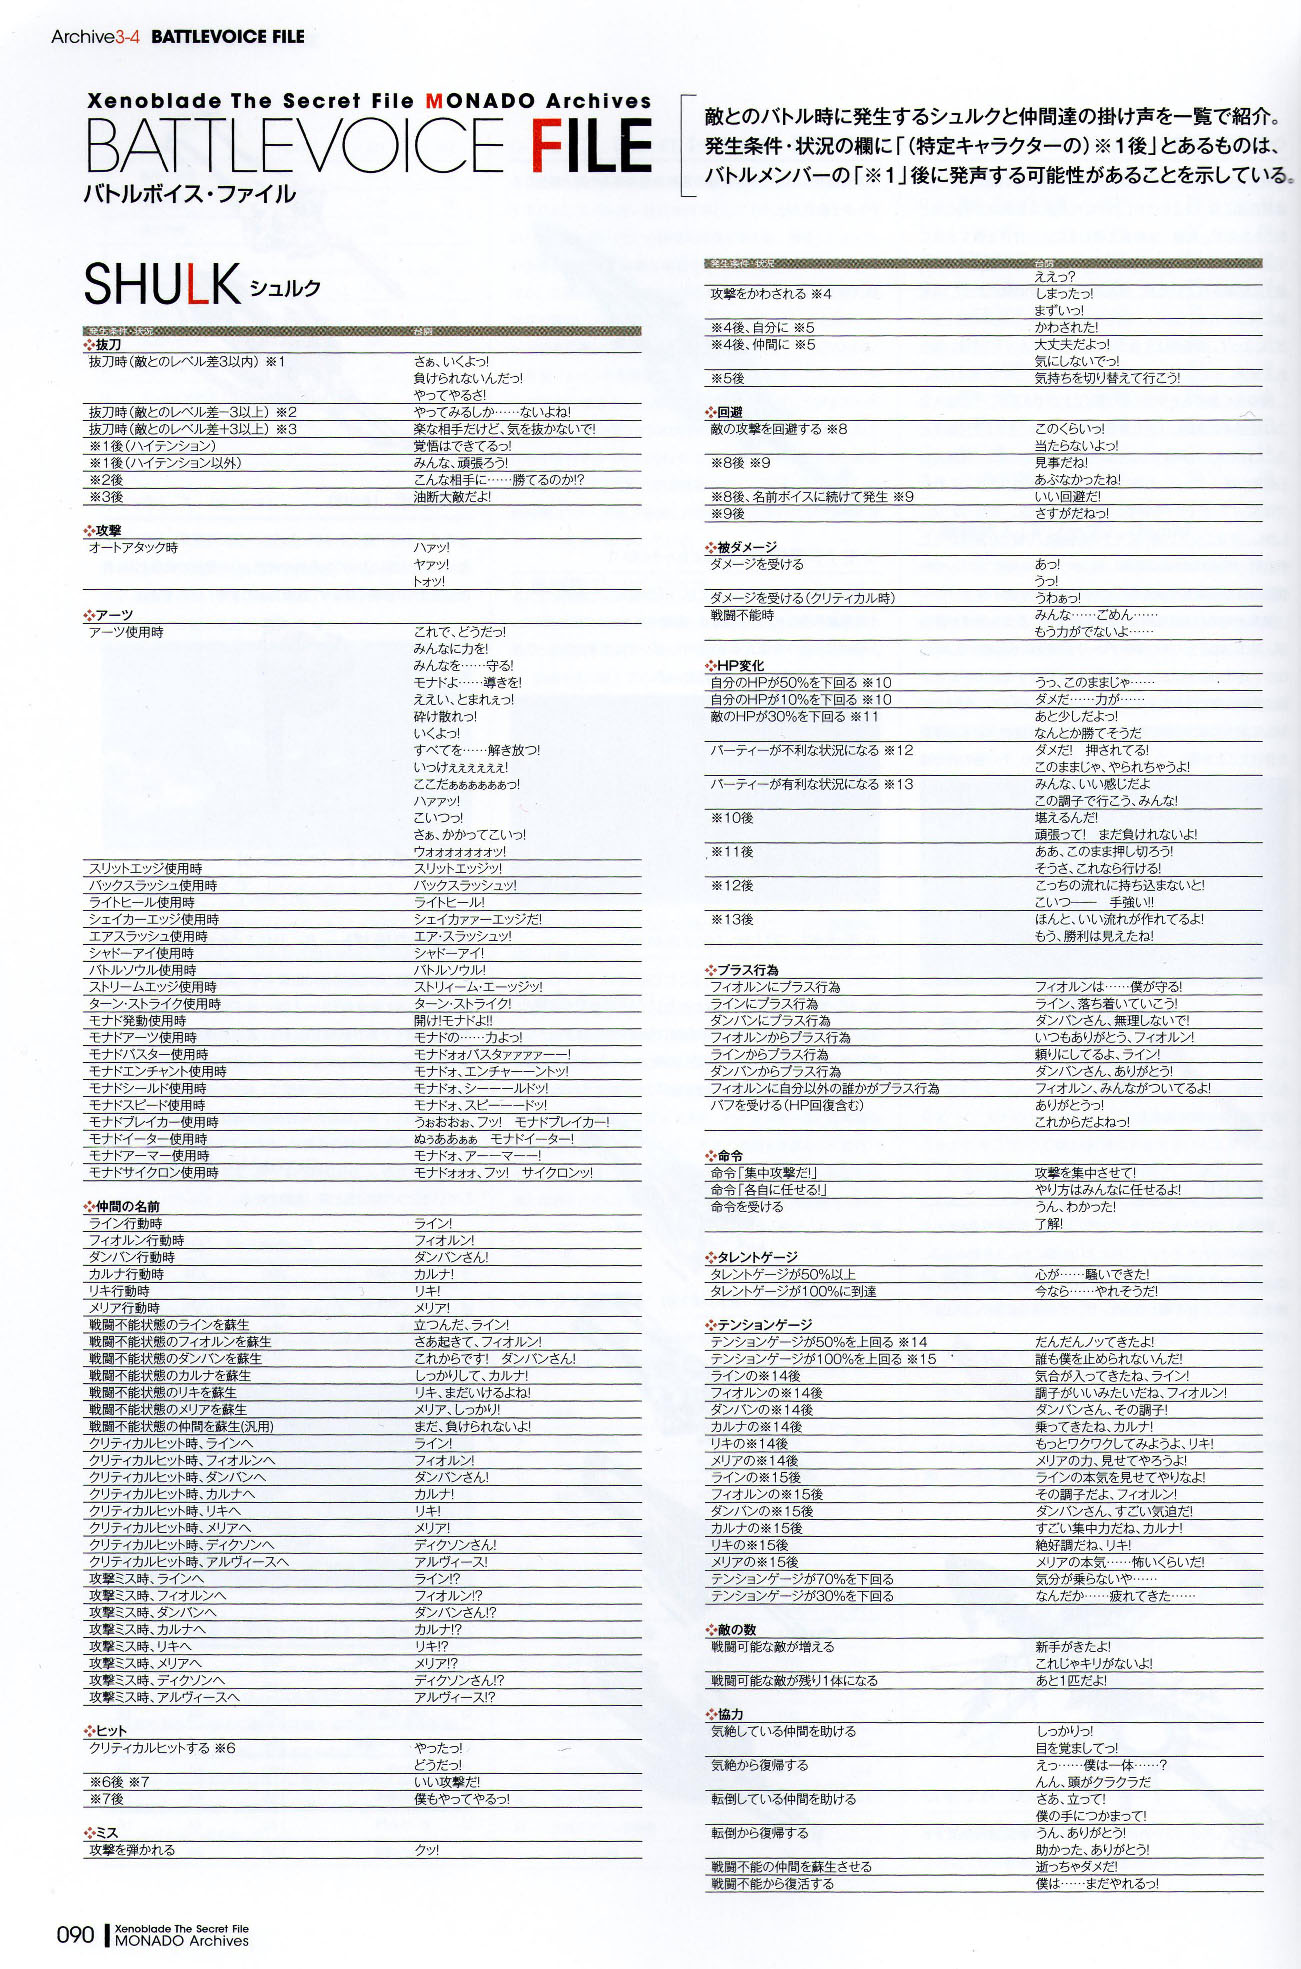 Archive3-4 BATTLEVOICE FILE
Xenoblade The Secret File MONADO Archives
BATTLEVOICE FILE
バトルボイス・ファイル
敵とのバトル時に発生するシュルクと仲間達の掛け声を一覧で紹介。
発生条件・状況の欄に「(特定キャラクターの)※1後」とあるものは、
バトルメンバーの「※1」後に発声する可能性があることを示している。
SHULK シュルク
発生条件・状況 台詞
抜刀
抜刀時(敵とのレベル差3以内) ※1 さぁ、いくよっ!
負けられないんだっ!
やってやるさ!
抜刀時(敵とのレベル差−3以上) ※2 やってみるしか……ないよね!
抜刀時(敵とのレベル差+3以上) ※3 楽な相手だけど、気を抜かないで!
※1後(ハイテンション) 覚悟はできてるっ!
※1後(ハイテンション以外) みんな、頑張ろう!
※2後 こんな相手に……勝てるのか!?
※3後 油断大敵だよ!
攻撃
オートアタック時 ハァッ!
ヤァッ!
トォッ!
アーツ
アーツ使用時 これで、どうだっ!
みんなに力を!
みんなを……守る!
モナドよ……導きを!
ええい、とまれぇっ!
砕け散れっ!
いくよっ!
すべてを……解き放つ!
いっけぇぇぇぇぇぇ!
ここだぁぁぁぁぁぁっ!
ハァァッ!
こいつっ!
さぁ、かかってこいっ!
ウォォォォォォォッ!
スリットエッジ使用時 スリットエッジッ!
バックスラッシュ使用時 バックスラッシュッ!
ライトヒール使用時 ライトヒール!
シェイカーエッジ使用時 シェイカァァーエッジだ!
エアスラッシュ使用時 エア・スラッシュッ!
シャドーアイ使用時 シャドーアイ!
バトルソウル使用時 バトルソウル!
ストリームエッジ使用時 ストリィーム・エーッジッ!
ターン・ストライク使用時 ターン・ストライク!
モナド発動使用時 開け!モナドよ!!
モナドアーツ使用時 モナドの……力よっ!
モナドバスター使用時 モナドォォバスタァァァァーー!
モナドエンチャント使用時 モナドォ、エンチャーーントッ!
モナドシールド使用時 モナドォ、シーーールドッ!
モナドスピード使用時 モナドォ、スピーーードッ!
モナドブレイカー使用時 うぉおおぉ、フッ! モナドブレイカー!
モナドイーター使用時 ぬぅああぁぁ モナドイーター!
モナドアーマー使用時 モナドォ、アーーマーー!
モナドサイクロン使用時 モナドォォォ、フッ! サイクロンッ!
仲間の名前
ライン行動時 ライン!
フィオルン行動時 フィオルン!
ダンバン行動時 ダンバンさん!
カルナ行動時 カルナ!
リキ行動時 リキ!
メリア行動時 メリア!
戦闘不能状態のラインを蘇生 立つんだ、ライン!
戦闘不能状態のフィオルンを蘇生 さあ起きて、フィオルン!
戦闘不能状態のダンバンを蘇生 これからです! ダンバンさん!
戦闘不能状態のカルナを蘇生 しっかりして、カルナ!
戦闘不能状態のリキを蘇生 リキ、まだいけるよね!
戦闘不能状態のメリアを蘇生 メリア、しっかり!
戦闘不能状態の仲間を蘇生(汎用) まだ、負けられないよ!
クリティカルヒット時、ラインへ ライン!
クリティカルヒット時、フィオルンへ フィオルン!
クリティカルヒット時、ダンバンへ ダンバンさん!
クリティカルヒット時、カルナへ カルナ!
クリティカルヒット時、リキへ リキ!
クリティカルヒット時、メリアへ メリア!
クリティカルヒット時、ディクソンへ ディクソンさん!
クリティカルヒット時、アルヴィースへ アルヴィース!
攻撃ミス時、ラインへ ライン!?
攻撃ミス時、フィオルンへ フィオルン!?
攻撃ミス時、ダンバンへ ダンバンさん!?
攻撃ミス時、カルナへ カルナ!?
攻撃ミス時、リキへ リキ!?
攻撃ミス時、メリアへ メリア!?
攻撃ミス時、ディクソンへ ディクソンさん!?
攻撃ミス時、アルヴィースへ アルヴィース!?
ヒット
クリティカルヒットする ※6 やったっ!
どうだっ!
※6後 ※7 いい攻撃だ!
※7後 僕もやってやるっ!
ミス
攻撃を弾かれる クッ!
発生条件・状況 台詞
ええっ?
攻撃をかわされる ※4 しまったっ!
まずいっ!
※4後、自分に ※5 かわされた!
※4後、仲間に ※5 大丈夫だよっ!
気にしないでっ!
※5後 気持ちを切り替えて行こう!
回避
敵の攻撃を回避する ※8 このくらいっ!
当たらないよっ!
※8後 ※9 見事だね!
あぶなかったね!
※8後、名前ボイスに続けて発生 ※9 いい回避だ!
※9後 さすがだねっ!
被ダメージ
ダメージを受ける あっ!
うっ!
ダメージを受ける(クリティカル時) うわぁっ!
戦闘不能時 みんな……ごめん……
もう力がでないよ……
HP変化
自分のHPが50%を下回る ※10 うっ、このままじゃ……
自分のHPが10%を下回る ※10 ダメだ……力が……
敵のHPが30%を下回る ※11 あと少しだよっ!
なんとか勝てそうだ
パーティーが不利な状況になる ※12 ダメだ! 押されてる!
このままじゃ、やられちゃうよ!
パーティーが有利な状況になる ※13 みんな、いい感じだよ
この調子で行こう、みんな!
※10後 堪えるんだ!
頑張って! まだ負けれないよ!
※11後 ああ、このまま押し切ろう!
そうさ、これなら行ける!
※12後 こっちの流れに持ち込まないと!
こいつ―― 手強い!!
※13後 ほんと、いい流れが作れてるよ!
もう、勝利は見えたね!
プラス行為
フィオルンにプラス行為 フィオルンは……僕が守る!
ラインにプラス行為 ライン、落ち着いていこう!
ダンバンにプラス行為 ダンバンさん、無理しないで!
フィオルンからプラス行為 いつもありがとう、フィオルン!
ラインからプラス行為 頼りにしてるよ、ライン!
ダンバンからプラス行為 ダンバンさん、ありがとう!
フィオルンに自分以外の誰かがプラス行為 フィオルン、みんながついてるよ!
バフを受ける(HP回復含む) ありがとうっ!
これからだよねっ!
命令
命令「集中攻撃だ!」 攻撃を集中させて!
命令「各自に任せる!」 やり方はみんなに任せるよ!
命令を受ける うん、わかった!
了解!
タレントゲージ
タレントゲージが50%以上 心が……騒いできた!
タレントゲージが100%に到達 今なら……やれそうだ!
テンションゲージ
テンションゲージが50%を上回る ※14 だんだんノッてきたよ!
テンションゲージが100%を上回る ※15 誰も僕を止められないんだ!
ラインの※14後 気合が入ってきたね、ライン!
フィオルンの※14後 調子がいいみたいだね、フィオルン!
ダンバンの※14後 ダンバンさん、その調子!
カルナの※14後 乗ってきたね、カルナ!
リキの※14後 もっとワクワクしてみようよ、リキ!
メリアの※14後 メリアの力、見せてやろうよ!
ラインの※15後 ラインの本気を見せてやりなよ!
フィオルンの※15後 その調子だよ、フィオルン!
ダンバンの※15後 ダンバンさん、すごい気迫だ!
カルナの※15後 すごい集中力だね、カルナ!
リキの※15後 絶好調だね、リキ!
メリアの※15後 メリアの本気……怖いくらいだ!
テンションゲージが70%を下回る 気分が乗らないや……
テンションゲージが30%を下回る なんだか……疲れてきた……
敵の数
戦闘可能な敵が増える 新手がきたよ!
これじゃキリがないよ!
戦闘可能な敵が残り1体になる あと1匹だよ!
協力
気絶している仲間を助ける しっかりっ!
目を覚ましてっ!
気絶から復帰する えっ……僕は一体……?
んん、頭がクラクラだ
転倒している仲間を助ける さあ、立って!
僕の手につかまって!
転倒から復帰する うん、ありがとう!
助かった、ありがとう!
戦闘不能の仲間を蘇生させる 逝っちゃダメだ!
戦闘不能から復活する 僕は……まだやれるっ!
090 Xenoblade The Secret File
MONADO Archives